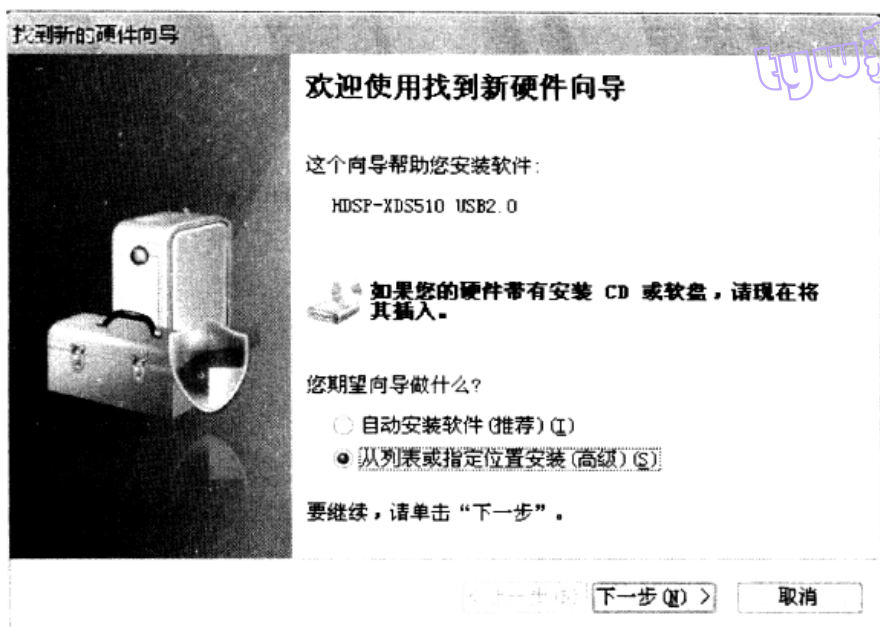 找到新的硬件向导
tyw
欢迎使用找到新硬件向导
这个向导帮助您安装软件:
HDSP-XDS510 USB2.0
如果您的硬件带有安装 CD 或软盘，请现在将
其插入。
您期望向导做什么?
自动安装软件(推荐)(I)
从列表或指定位置安装(高级)(S)
要继续，请单击“下一步”。
下一步(N) > 取消